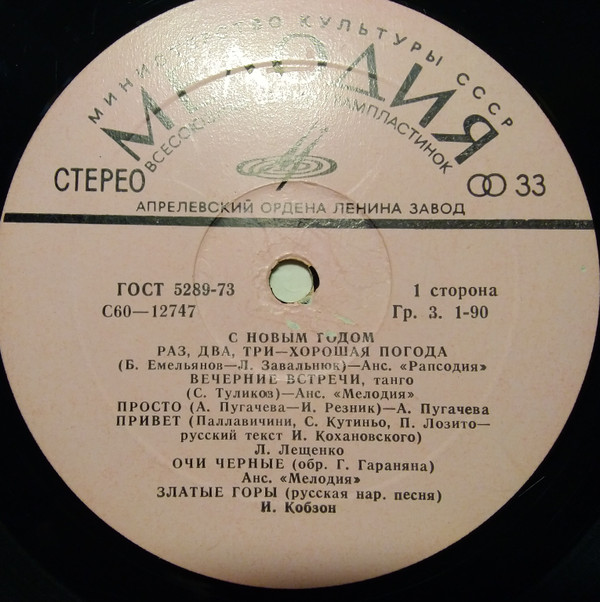 МИНИСТЕРСТВО КУЛЬТУРЫ СССР
МЕЛОДИЯ
СТЕРЕО
33
АПРЕЛЕВСКИЙ ОРДЕНА ЛЕНИНА ЗАВОД
ГОСТ 5289-73
1 сторона
С60—12747
Гр. 3. 1-90
С НОВЫМ ГОДОМ
РАЗ, ДВА, ТРИ—ХОРОШАЯ ПОГОДА
(Б. Емельянов—Л. Завальнюк)—Анс. «Рапсодия»
ВЕЧЕРНИЕ ВСТРЕЧИ, танго
(С. Туликов)—Анс. «Мелодия»
ПРОСТО (А. Пугачева—И. Резник)—А. Пугачева
ПРИВЕТ (Паллавичини, С. Кутиньо, П. Лозито—
русский текст И. Кохановского)
Л. Лещенко
ОЧИ ЧЕРНЫЕ (обр. Г. Гараняна)
Анс. «Мелодия»
ЗЛАТЫЕ ГОРЫ (русская нар. песня)
И. Кобзон